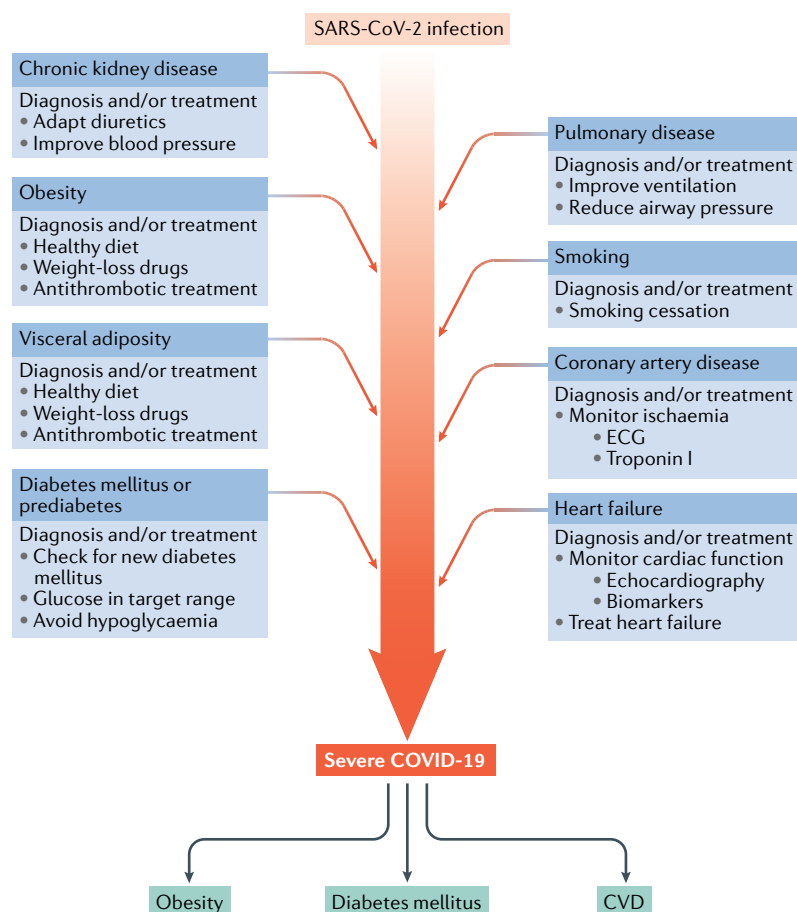 SARS-CoV-2 infection
Chronic kidney disease
Diagnosis and/or treatment
• Adapt diuretics
• Improve blood pressure
Obesity
Diagnosis and/or treatment
• Healthy diet
• Weight-loss drugs
• Antithrombotic treatment
Visceral adiposity
Diagnosis and/or treatment
• Healthy diet
• Weight-loss drugs
• Antithrombotic treatment
Diabetes mellitus or
prediabetes
Diagnosis and/or treatment
• Check for new diabetes
mellitus
• Glucose in target range
• Avoid hypoglycaemia
Pulmonary disease
Diagnosis and/or treatment
• Improve ventilation
• Reduce airway pressure
Smoking
Diagnosis and/or treatment
• Smoking cessation
Coronary artery disease
Diagnosis and/or treatment
• Monitor ischaemia
• ECG
• Troponin I
Heart failure
Diagnosis and/or treatment
• Monitor cardiac function
• Echocardiography
• Biomarkers
• Treat heart failure
Severe COVID-19
Obesity
Diabetes mellitus
CVD